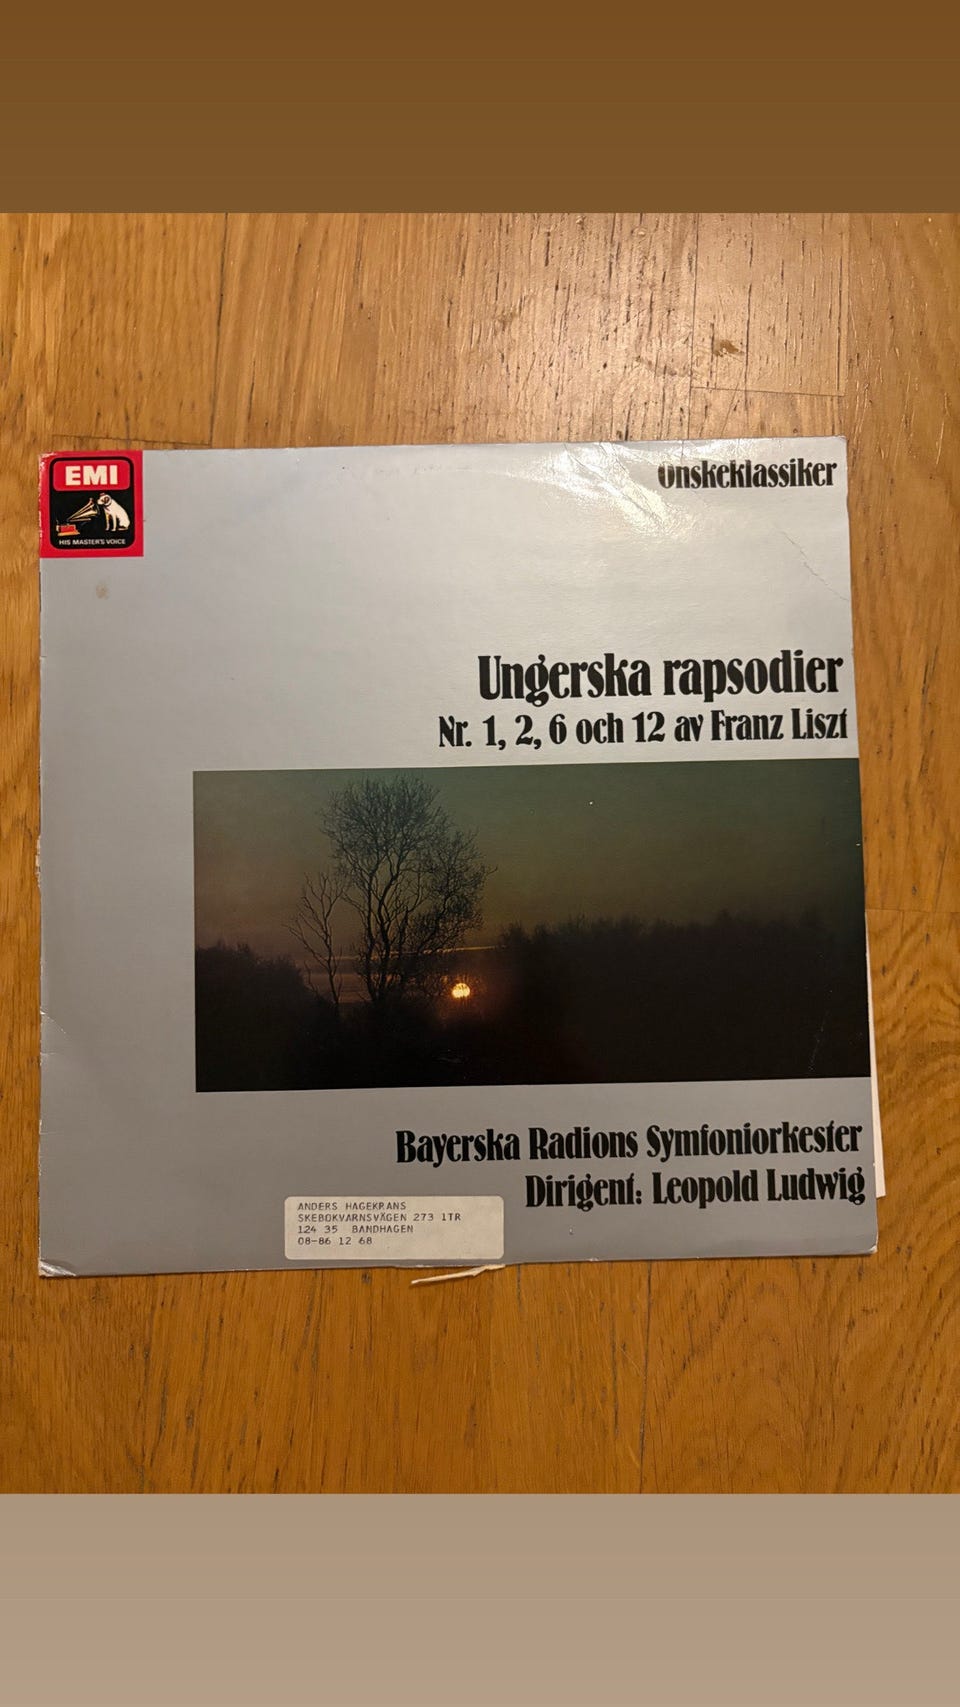 EMI
HIS MASTER'S VOICE
Önskeklassiker
Ungerska rapsodier
Nr. 1, 2, 6 och 12 av Franz Liszt
Bayerska Radions Symfoniorkester
Dirigent: Leopold Ludwig
ANDERS HAGEKRANS
SKEBOKVARNSVÄGEN 273 1TR
124 35 BANDHAGEN
08-86 12 68